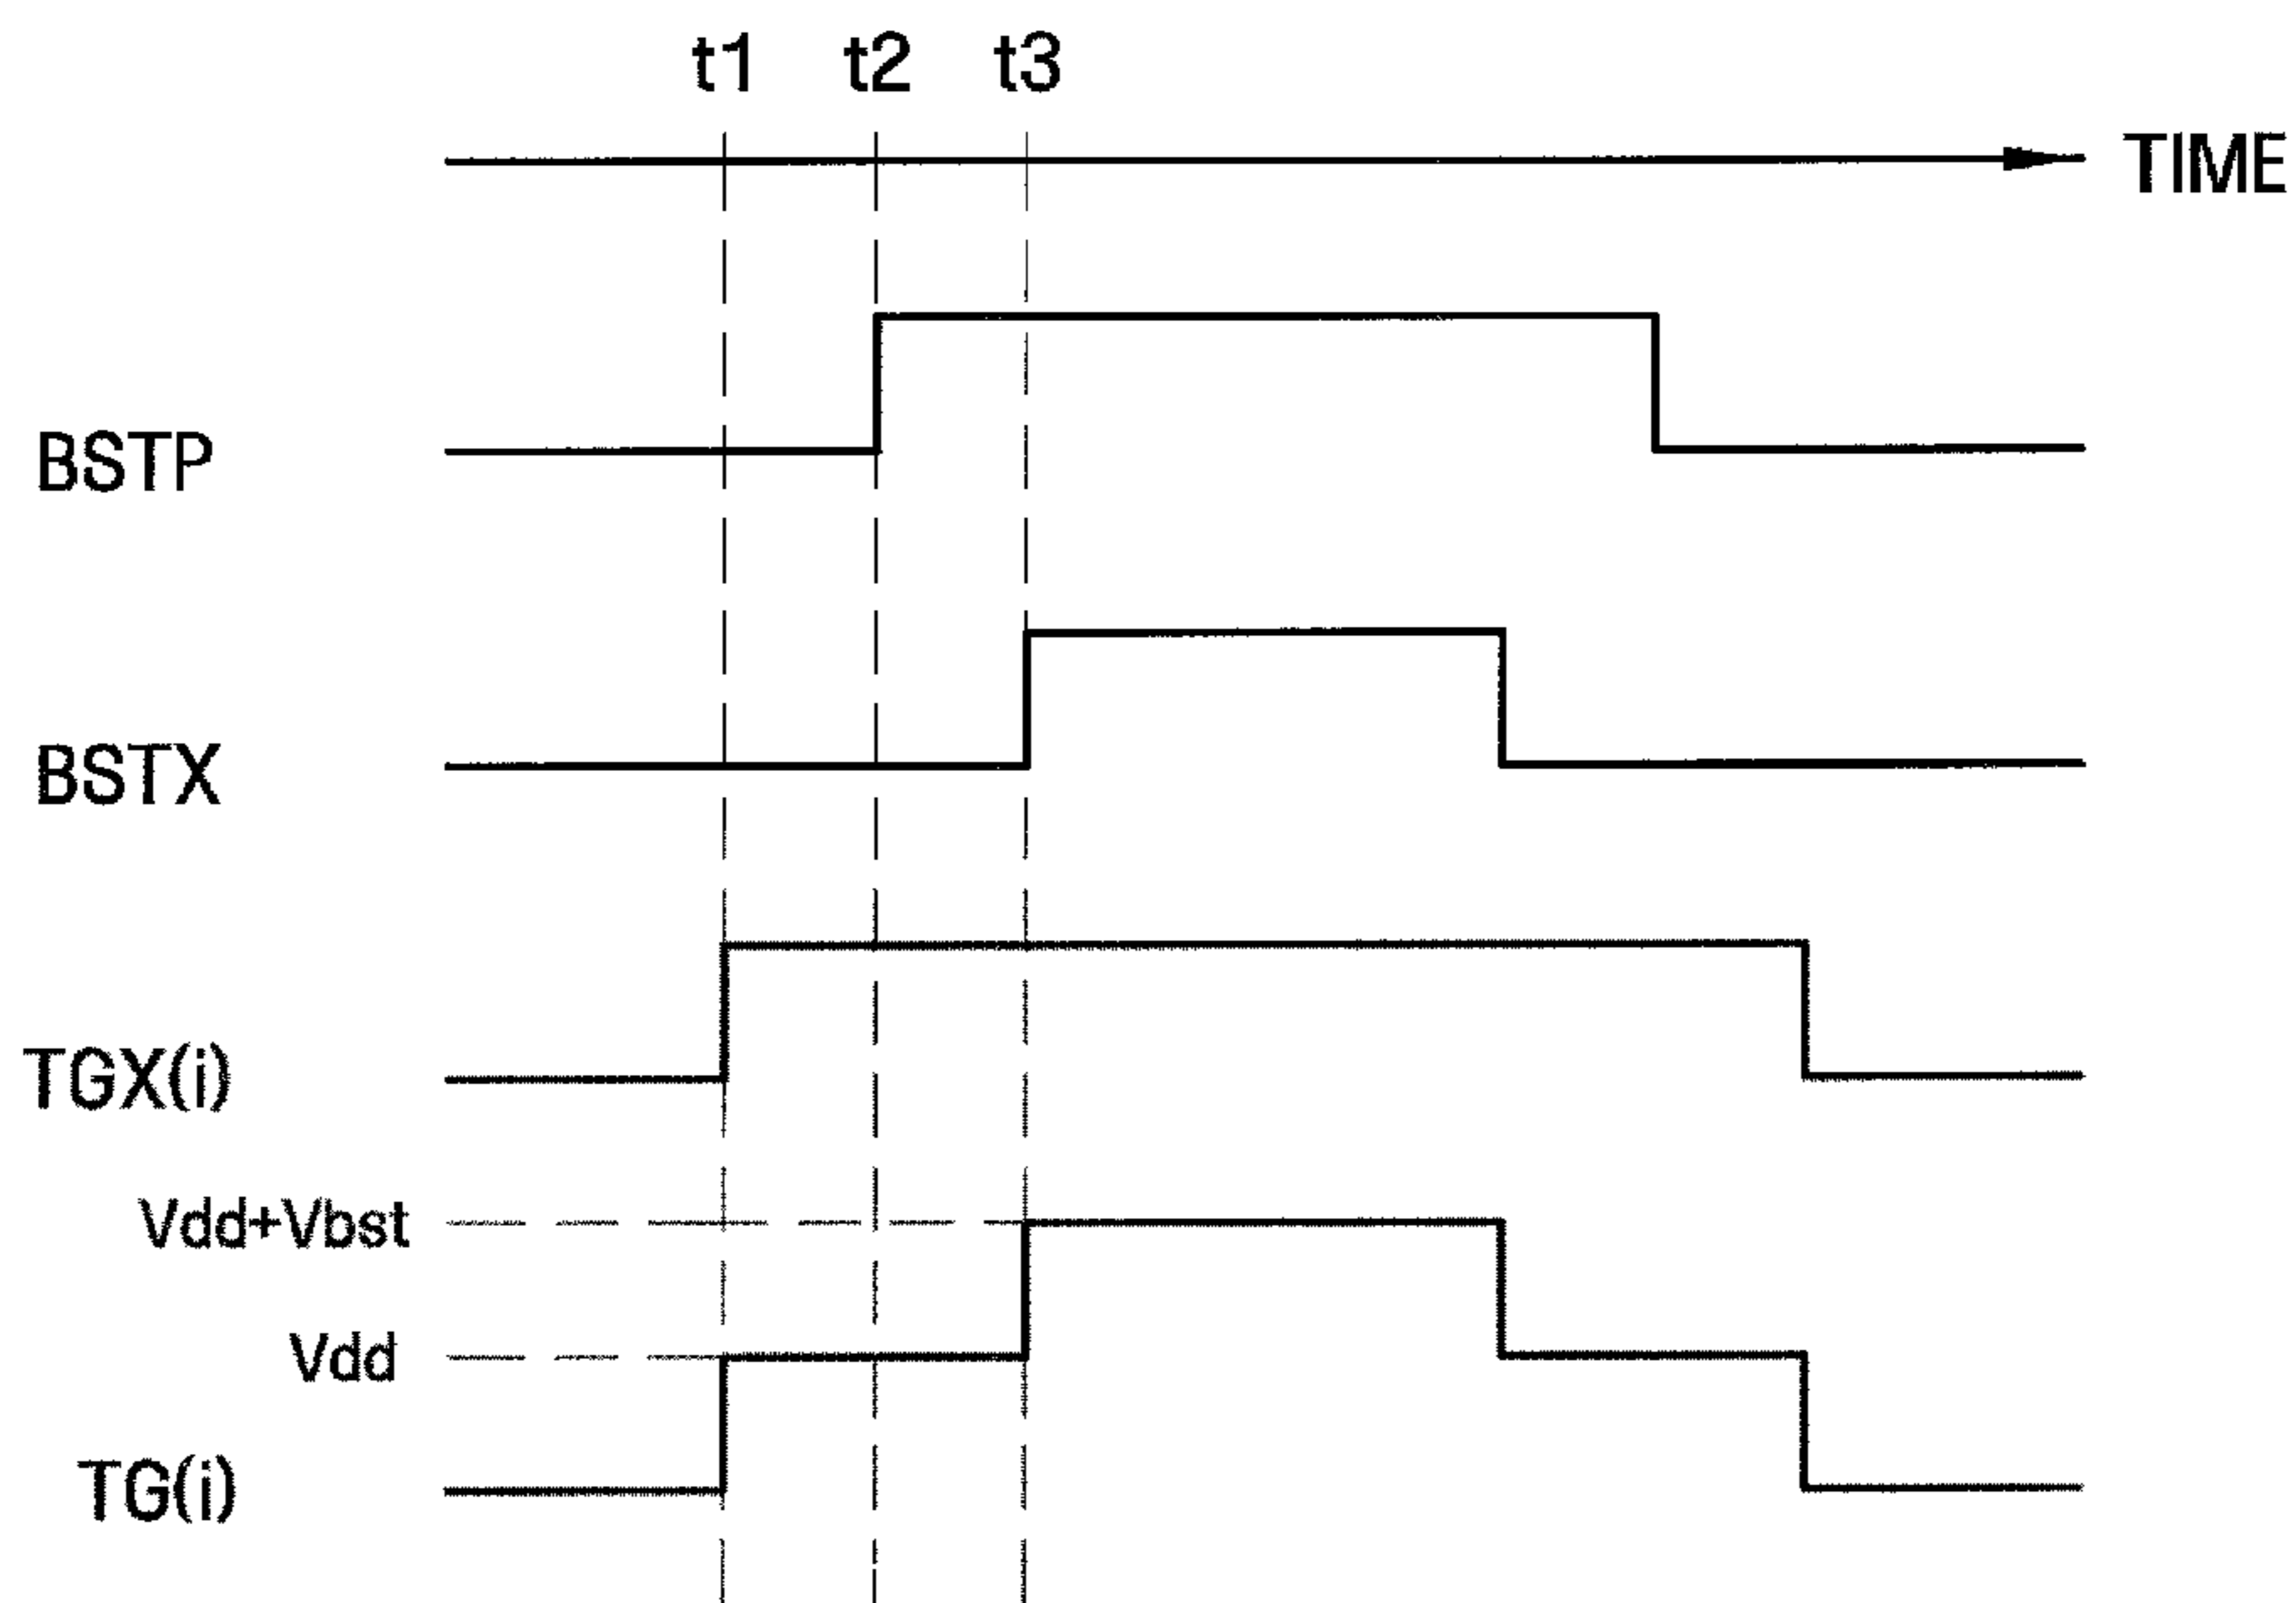 t1 t2 t3
TIME
BSTP
BSTX
TGX(i)
Vdd+Vbst
Vdd
TG(i)